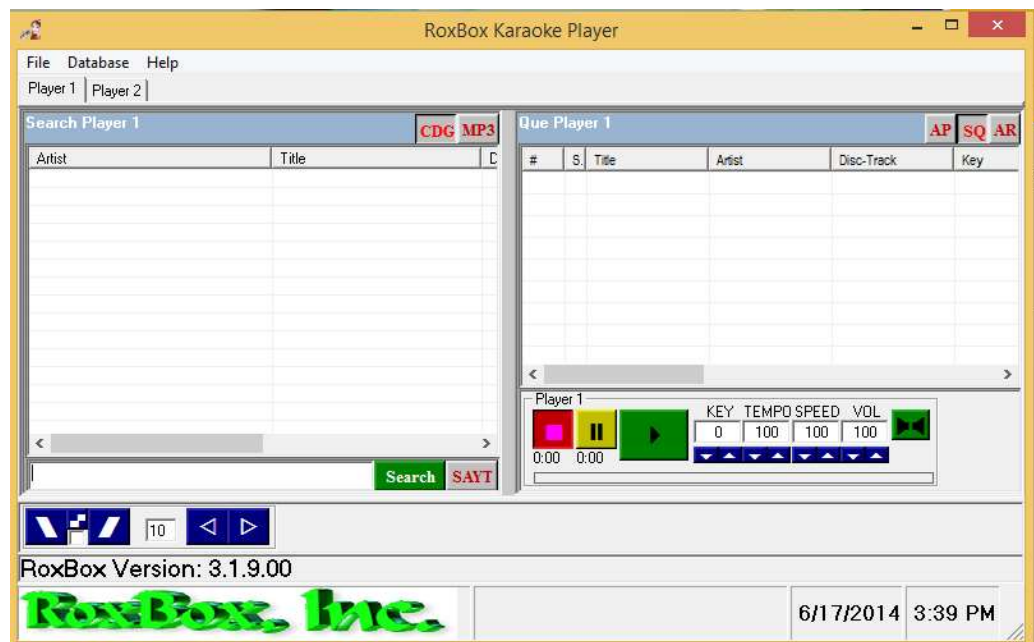 RoxBox Karaoke Player
File Database Help
Player 1 Player 2
Search Player 1 CDG MP3
Que Player 1 AP SQ AR
Artist Title D
# S. Title Artist Disc-Track Key
Player 1
KEY TEMPO SPEED VOL
0 100 100 100
0:00 0:00
Search SAYT
10
RoxBox Version: 3.1.9.00
RoxBox, Inc.
6/17/2014 3:39 PM